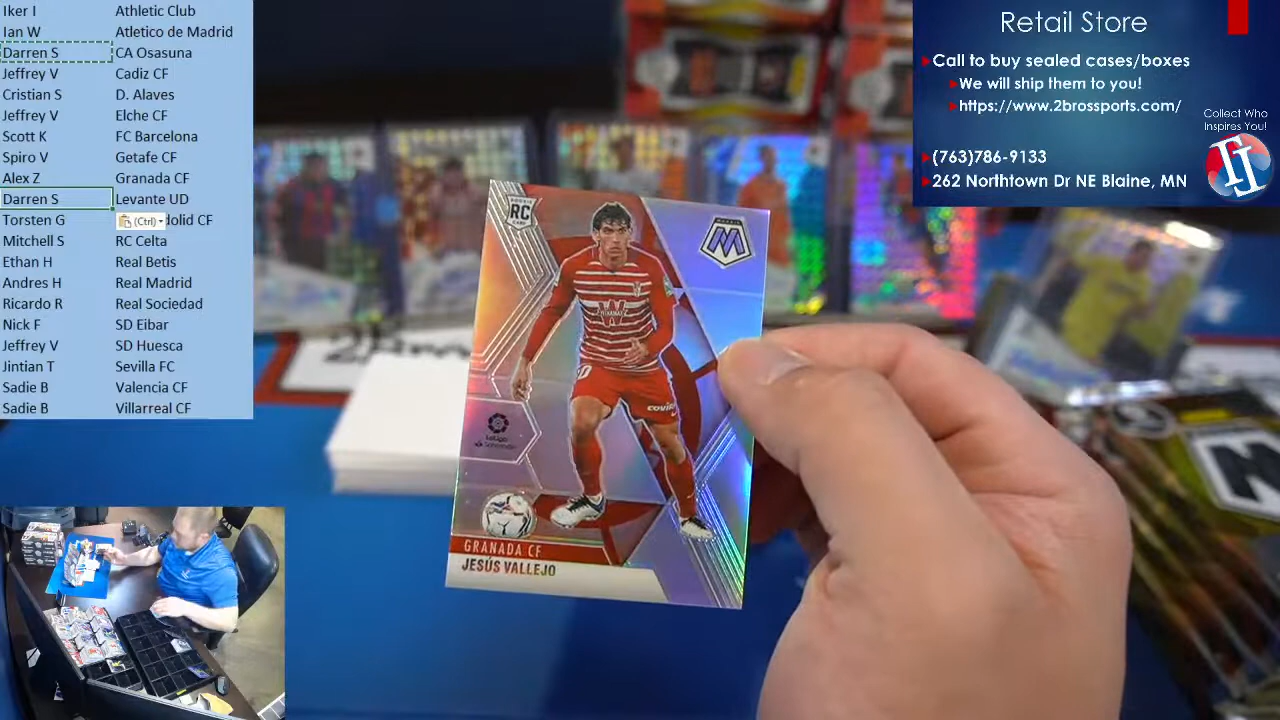 Iker I Athletic Club
Ian W Atletico de Madrid
Darren S CA Osasuna
Jeffrey V Cadiz CF
Cristian S D. Alaves
Jeffrey V Elche CF
Scott K FC Barcelona
Spiro V Getafe CF
Alex Z Granada CF
Darren S Levante UD
Torsten G (Ctrl) dolid CF
Mitchell S RC Celta
Ethan H Real Betis
Andres H Real Madrid
Ricardo R Real Sociedad
Nick F SD Eibar
Jeffrey V SD Huesca
Jintian T Sevilla FC
Sadie B Valencia CF
Sadie B Villarreal CF
Retail Store
Call to buy sealed cases/boxes
We will ship them to you!
https://www.2brossports.com/
Collect Who
Inspires You!
(763)786-9133
262 Northtown Dr NE Blaine, MN
RC
LaLiga
Santander
GRANADA CF
JESÚS VALLEJO